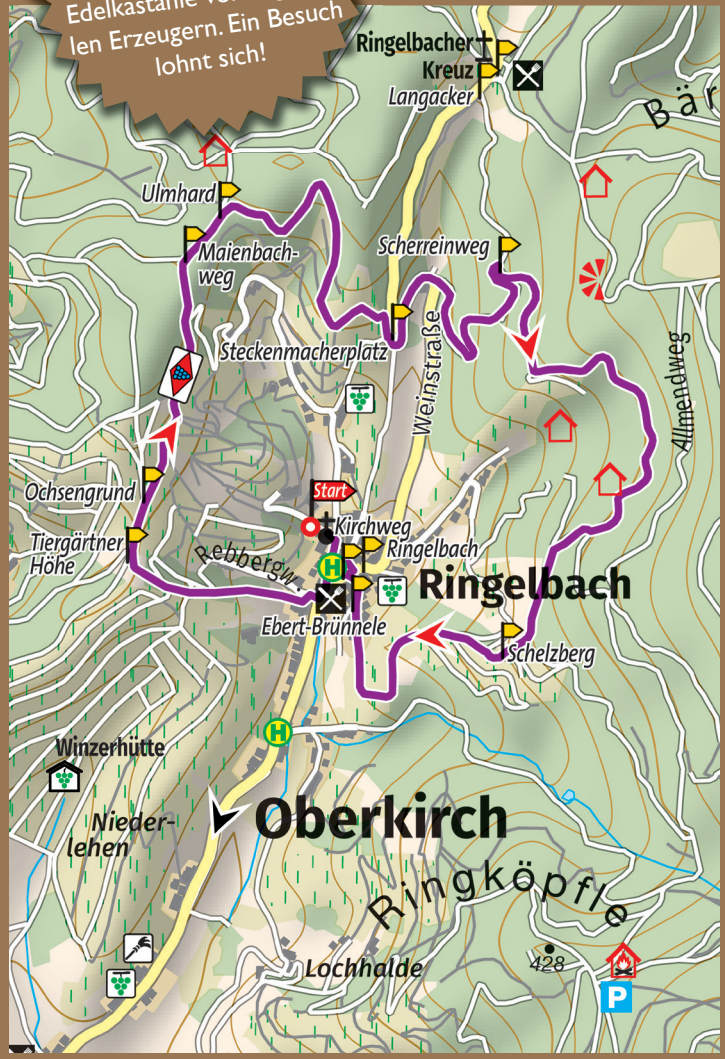 Edelkastanie
len Erzeugern. Ein Besuch
lohnt sich!
Ringelbacher
Kreuz
Langacker
Bär
Ulmhard
Maienbach-
weg
Scherreinweg
Steckenmacherplatz
Weinstraße
Allmendweg
Ochsengrund
Start
Kirchweg
Tiergärtner
Höhe
Rebbergw.
Ringelbach
H
Ringelbach
Ebert-Brünnele
Schelzberg
H
Winzerhütte
Nieder-
lehen
Oberkirch
Ringköpfle
Lochhalde
428
P